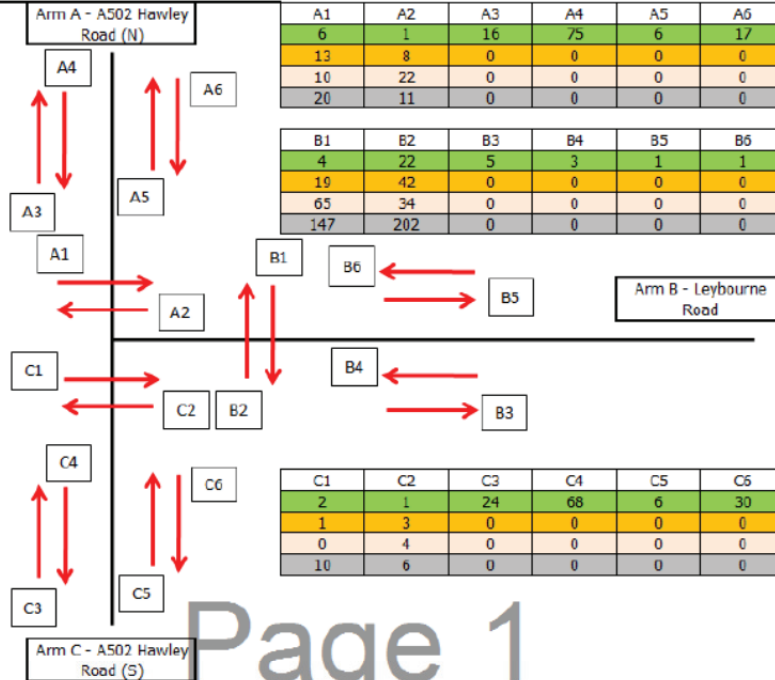 Arm A - A502 Hawley
Road (N)
A1 A2 A3 A4 A5 A6
6 1 16 75 6 17
13 8 0 0 0 0
10 22 0 0 0 0
20 11 0 0 0 0
A4
A6
B1 B2 B3 B4 B5 B6
4 22 5 3 1 1
19 42 0 0 0 0
65 34 0 0 0 0
147 202 0 0 0 0
A3
A5
A1
B1
B6
A2
B5
Arm B - Leybourne
Road
C1
B4
C2
B2
B3
C4
C6
C1 C2 C3 C4 C5 C6
2 1 24 68 6 30
1 3 0 0 0 0
0 4 0 0 0 0
10 6 0 0 0 0
C3
C5
Page 1
Arm C - A502 Hawley
Road (S)